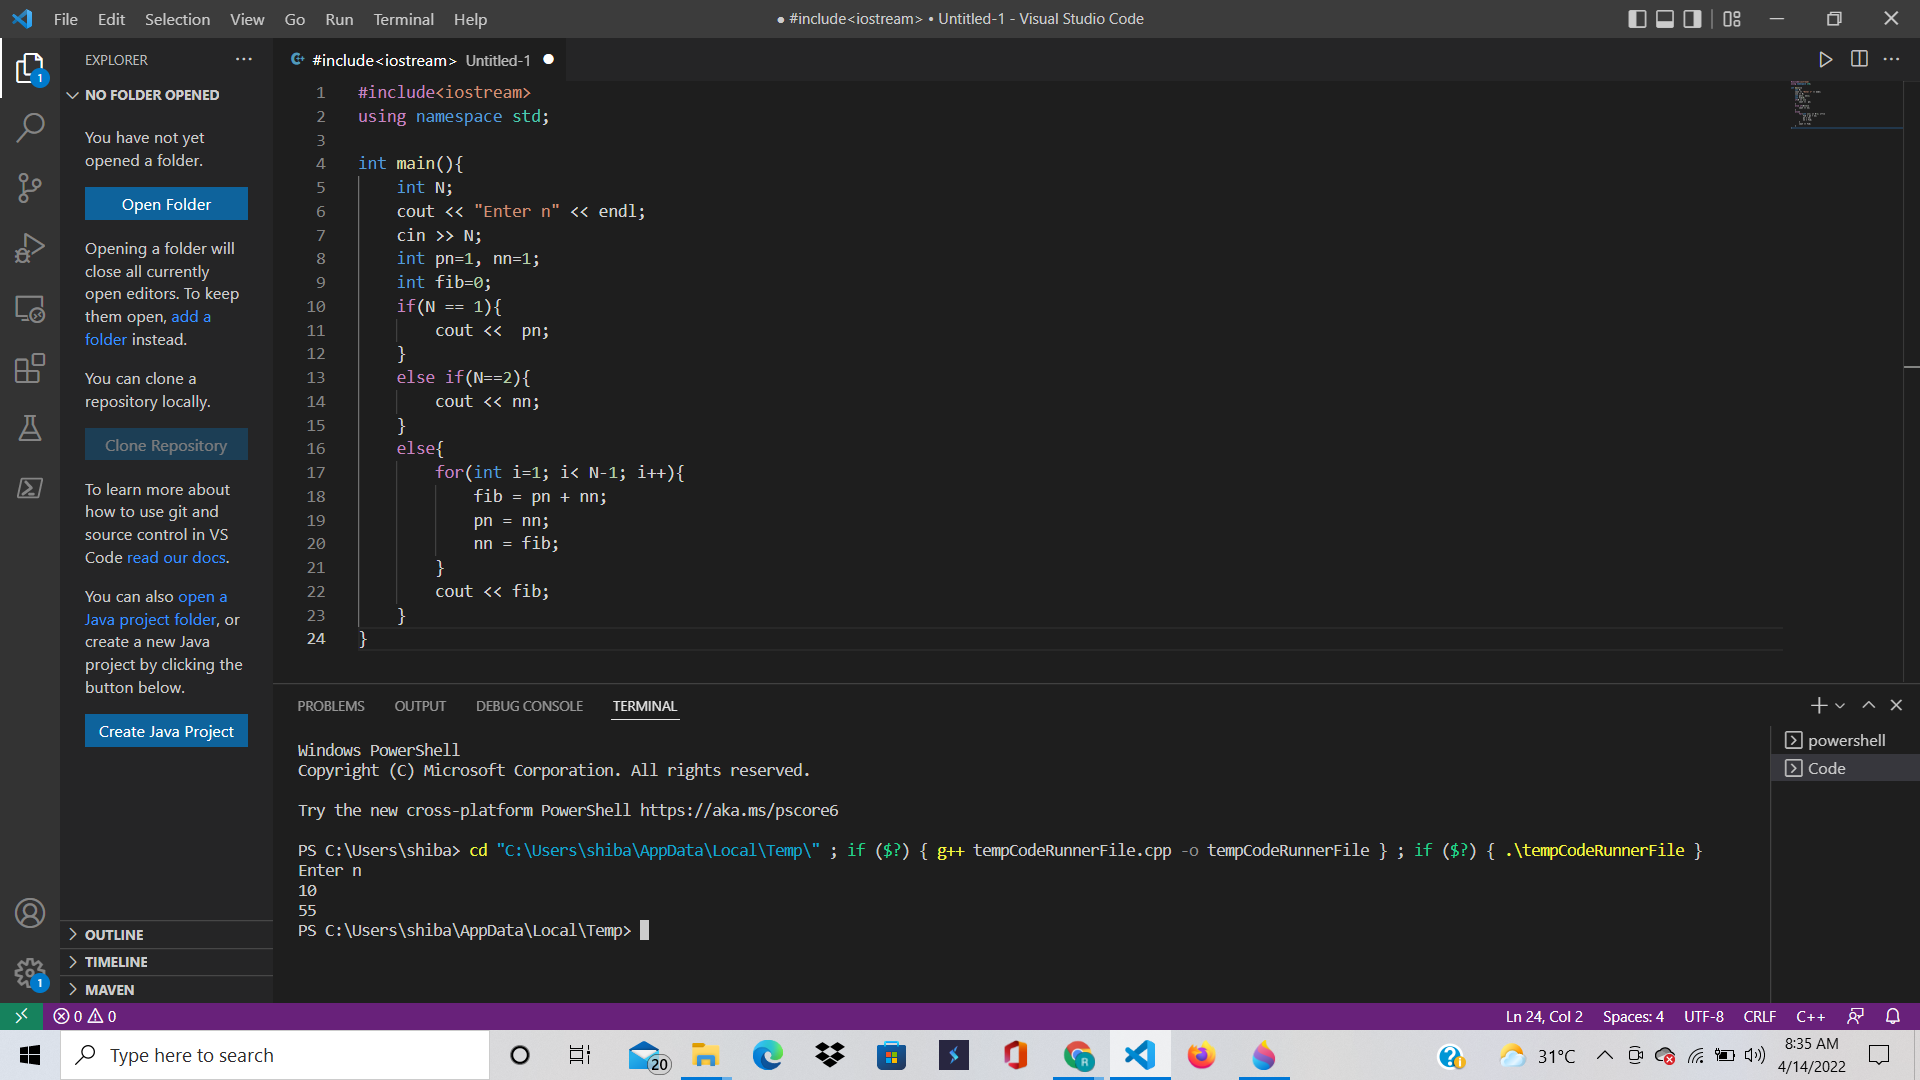 File Edit Selection View Go Run Terminal Help
● #include<iostream> • Untitled-1 - Visual Studio Code
EXPLORER
#include<iostream> Untitled-1
NO FOLDER OPENED
You have not yet
opened a folder.
Open Folder
Opening a folder will
close all currently
open editors. To keep
them open, add a
folder instead.
You can clone a
repository locally.
Clone Repository
To learn more about
how to use git and
source control in VS
Code read our docs.
You can also open a
Java project folder, or
create a new Java
project by clicking the
button below.
Create Java Project
OUTLINE
TIMELINE
MAVEN
1 #include<iostream>
2 using namespace std;
3
4 int main(){
5     int N;
6     cout << "Enter n" << endl;
7     cin >> N;
8     int pn=1, nn=1;
9     int fib=0;
10     if(N == 1){
11         cout <<  pn;
12     }
13     else if(N==2){
14         cout << nn;
15     }
16     else{
17         for(int i=1; i< N-1; i++){
18             fib = pn + nn;
19             pn = nn;
20             nn = fib;
21         }
22         cout << fib;
23     }
24 }
PROBLEMS OUTPUT DEBUG CONSOLE TERMINAL
Windows PowerShell
Copyright (C) Microsoft Corporation. All rights reserved.
Try the new cross-platform PowerShell https://aka.ms/pscore6
PS C:\Users\shiba> cd "C:\Users\shiba\AppData\Local\Temp\" ; if ($?) { g++ tempCodeRunnerFile.cpp -o tempCodeRunnerFile } ; if ($?) { .\tempCodeRunnerFile }
Enter n
10
55
PS C:\Users\shiba\AppData\Local\Temp>
powershell
Code
1
1
0 0
Ln 24, Col 2 Spaces: 4 UTF-8 CRLF C++
Type here to search
20
R
31°C
8:35 AM
4/14/2022